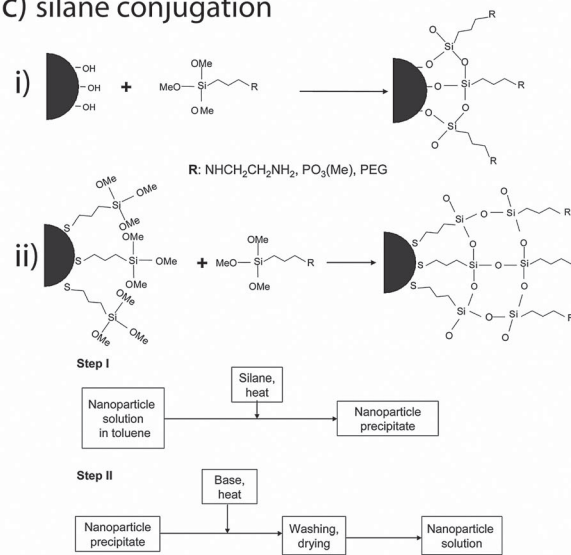 c) silane conjugation
i)
OH
OH
OH
+
OMe
MeO
Si
R
OMe
O
Si
R
O
O
Si
R
O
O
Si
R
R: NHCH₂CH₂NH₂, PO₃(Me), PEG
ii)
OMe
OMe
Si
OMe
S
OMe
S
Si
OMe
OMe
S
OMe
Si
OMe
OMe
+
OMe
MeO
Si
R
OMe
O
O
Si
O
Si
R
S
O
O
S
Si
O
Si
R
S
O
O
Si
O
Si
R
O
O
Step I
Silane,
heat
Nanoparticle
solution
in toluene
Nanoparticle
precipitate
Step II
Base,
heat
Nanoparticle
precipitate
Washing,
drying
Nanoparticle
solution